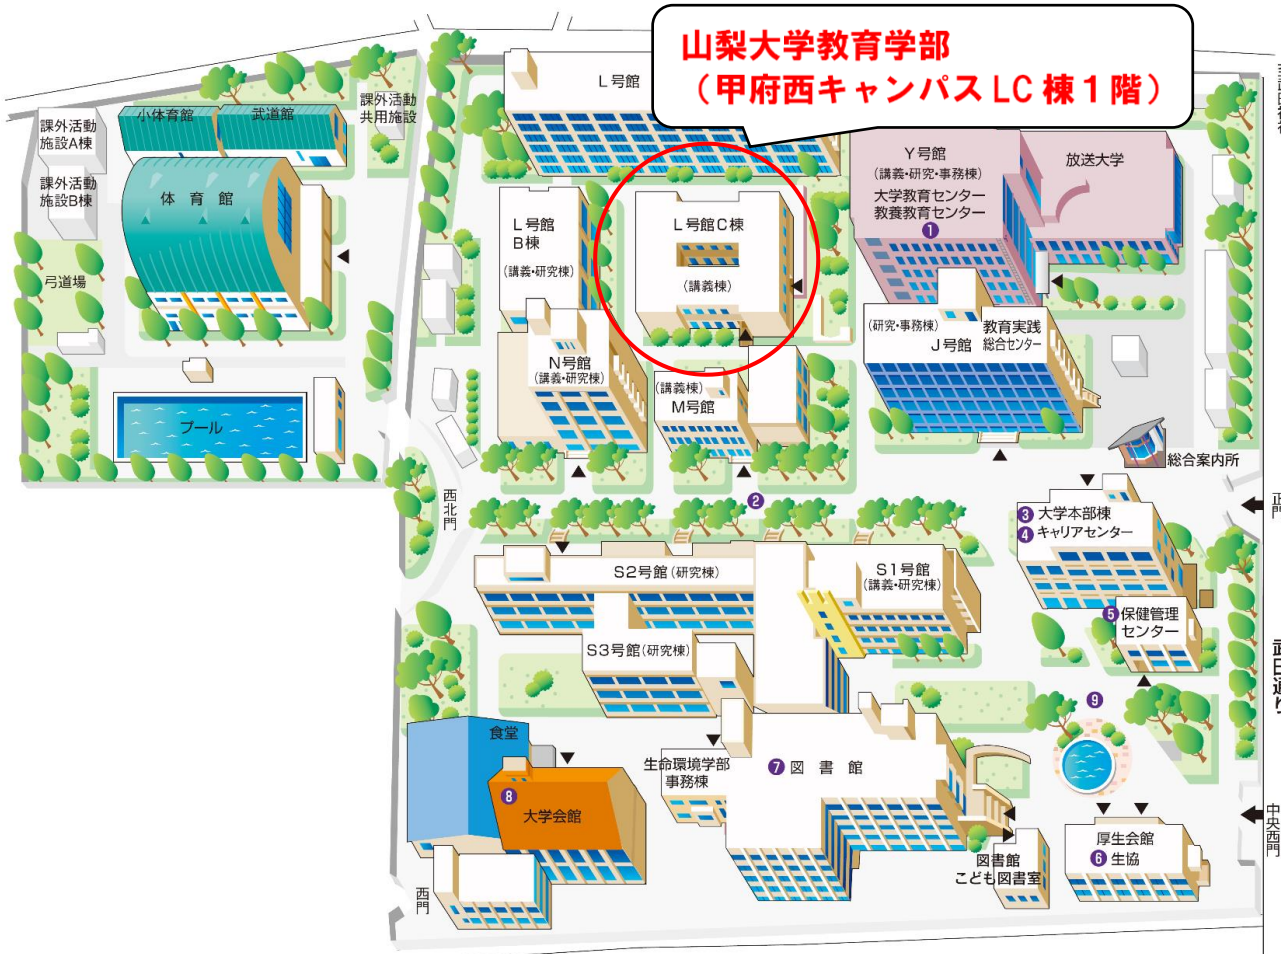 山梨大学教育学部
（甲府西キャンパス LC 棟１階）
L号館
課外活動
共用施設
小体育館
武道館
課外活動
施設A棟
課外活動
施設B棟
体育館
弓道場
プール
L号館
B棟
(講義・研究棟)
L号館C棟
(講義棟)
Y号館
(講義・研究・事務棟)
大学教育センター
教養教育センター
1
放送大学
(研究・事務棟)
J号館
教育実践
総合センター
N号館
(講義・研究棟)
(講義棟)
M号館
総合案内所
西北門
2
正門
3 大学本部棟
4 キャリアセンター
S2号館(研究棟)
S1号館
(講義・研究棟)
5 保健管理
センター
S3号館(研究棟)
武田通り
9
食堂
8
大学会館
生命環境学部
事務棟
7 図書館
中央西門
厚生会館
6 生協
図書館
こども図書室
西門